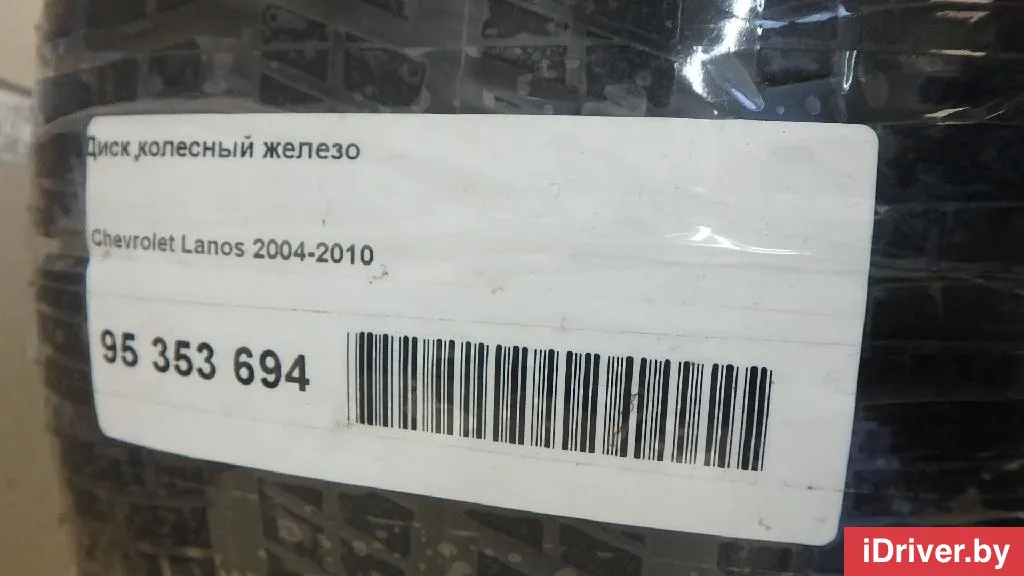 Диск колесный железо
Chevrolet Lanos 2004-2010
95 353 694
iDriver.by